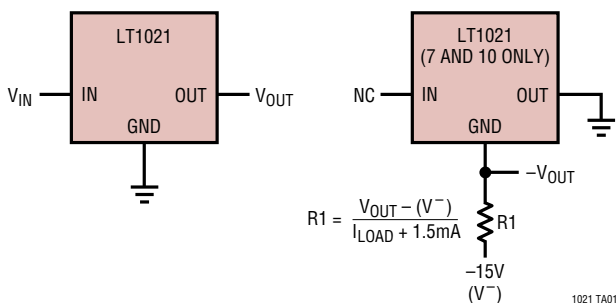 LT1021
V_IN
IN
OUT
V_OUT
GND
LT1021
(7 AND 10 ONLY)
NC
IN
OUT
GND
–V_OUT
R1 = V_OUT – (V⁻) / I_LOAD + 1.5mA
R1
–15V
(V⁻)
1021 TA01